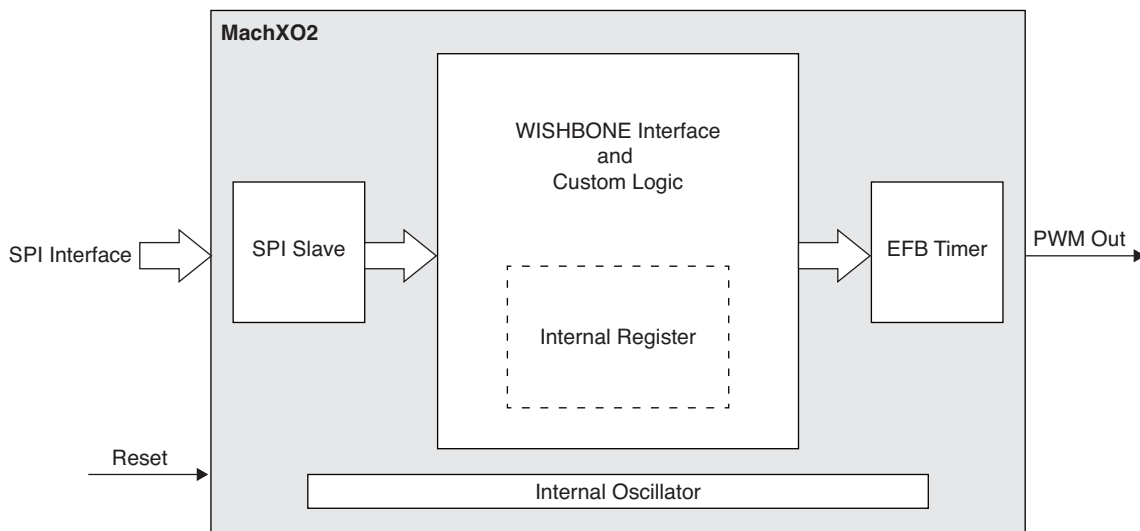 MachXO2
WISHBONE Interface
and
Custom Logic
SPI Interface
SPI Slave
EFB Timer
PWM Out
Internal Register
Reset
Internal Oscillator